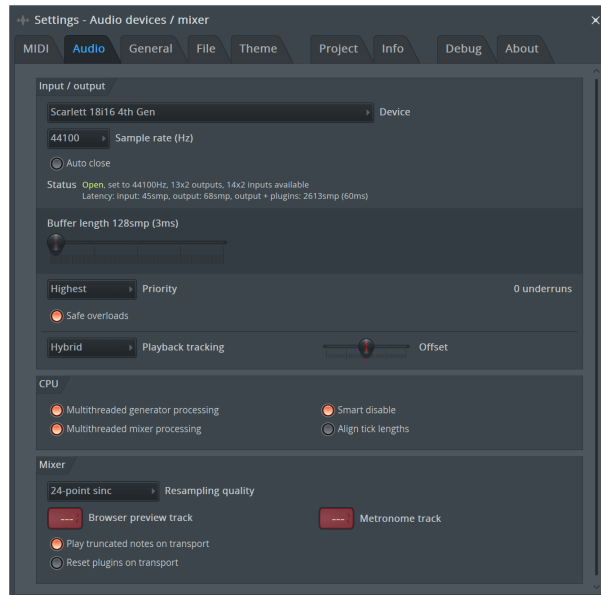 Settings - Audio devices / mixer
MIDI Audio General File Theme Project Info Debug About
Input / output
Scarlett 18i16 4th Gen Device
44100 Sample rate (Hz)
Auto close
Status Open, set to 44100Hz, 13x2 outputs, 14x2 inputs available
Latency: input: 45smp, output: 68smp, output + plugins: 2613smp (60ms)
Buffer length 128smp (3ms)
Highest Priority 0 underruns
Safe overloads
Hybrid Playback tracking Offset
CPU
Multithreaded generator processing Smart disable
Multithreaded mixer processing Align tick lengths
Mixer
24-point sinc Resampling quality
--- Browser preview track --- Metronome track
Play truncated notes on transport
Reset plugins on transport